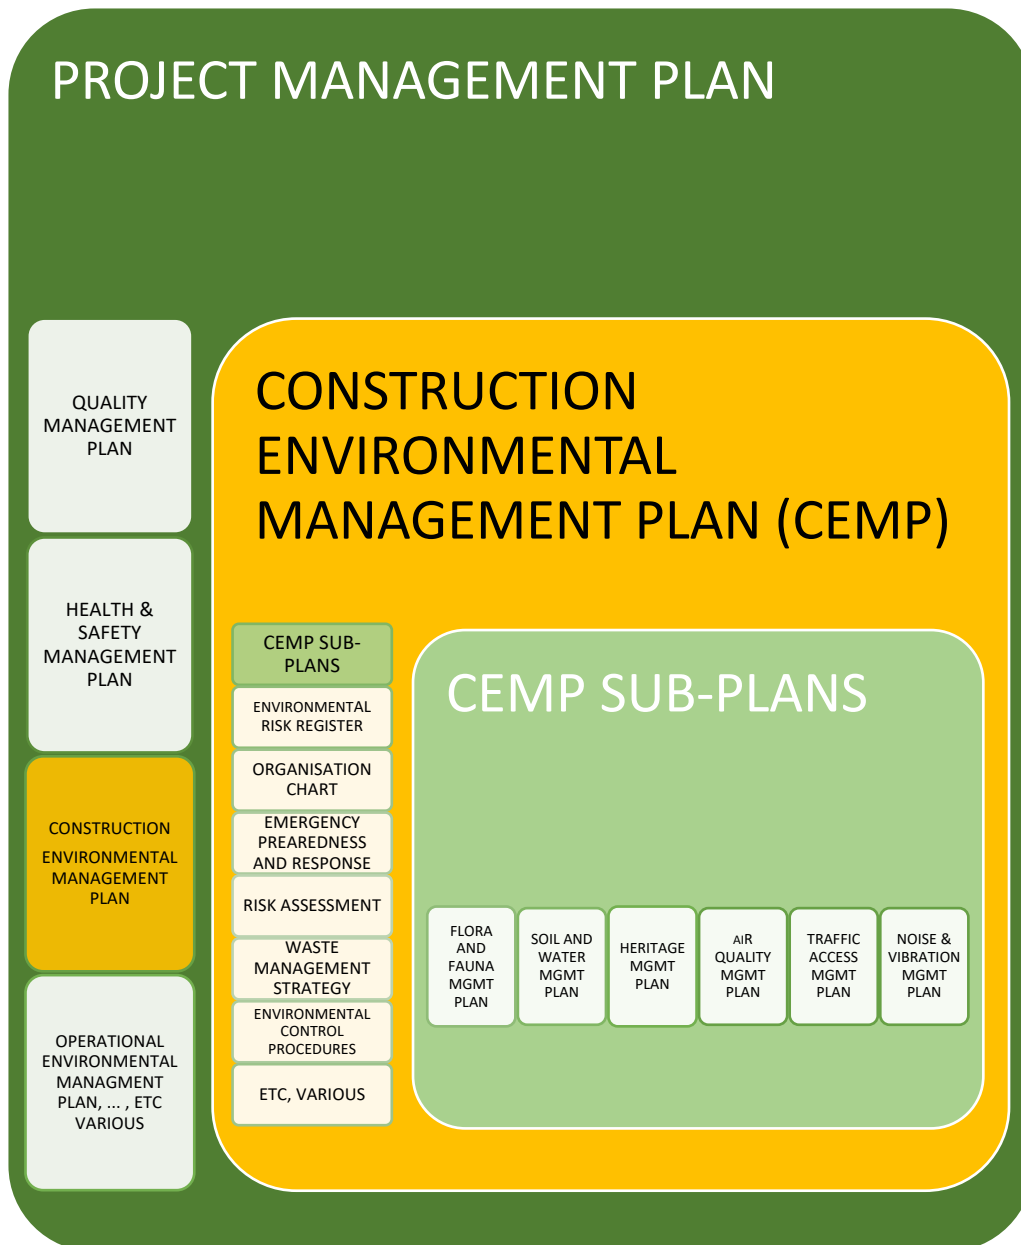 PROJECT MANAGEMENT PLAN
QUALITY
MANAGEMENT
PLAN
HEALTH &
SAFETY
MANAGEMENT
PLAN
CONSTRUCTION
ENVIRONMENTAL
MANAGEMENT
PLAN
OPERATIONAL
ENVIRONMENTAL
MANAGMENT
PLAN, ... , ETC
VARIOUS
CONSTRUCTION
ENVIRONMENTAL
MANAGEMENT PLAN (CEMP)
CEMP SUB-
PLANS
ENVIRONMENTAL
RISK REGISTER
ORGANISATION
CHART
EMERGENCY
PREAREDNESS
AND RESPONSE
RISK ASSESSMENT
WASTE
MANAGEMENT
STRATEGY
ENVIRONMENTAL
CONTROL
PROCEDURES
ETC, VARIOUS
CEMP SUB-PLANS
FLORA
AND
FAUNA
MGMT
PLAN
SOIL AND
WATER
MGMT
PLAN
HERITAGE
MGMT
PLAN
AIR
QUALITY
MGMT
PLAN
TRAFFIC
ACCESS
MGMT
PLAN
NOISE &
VIBRATION
MGMT
PLAN